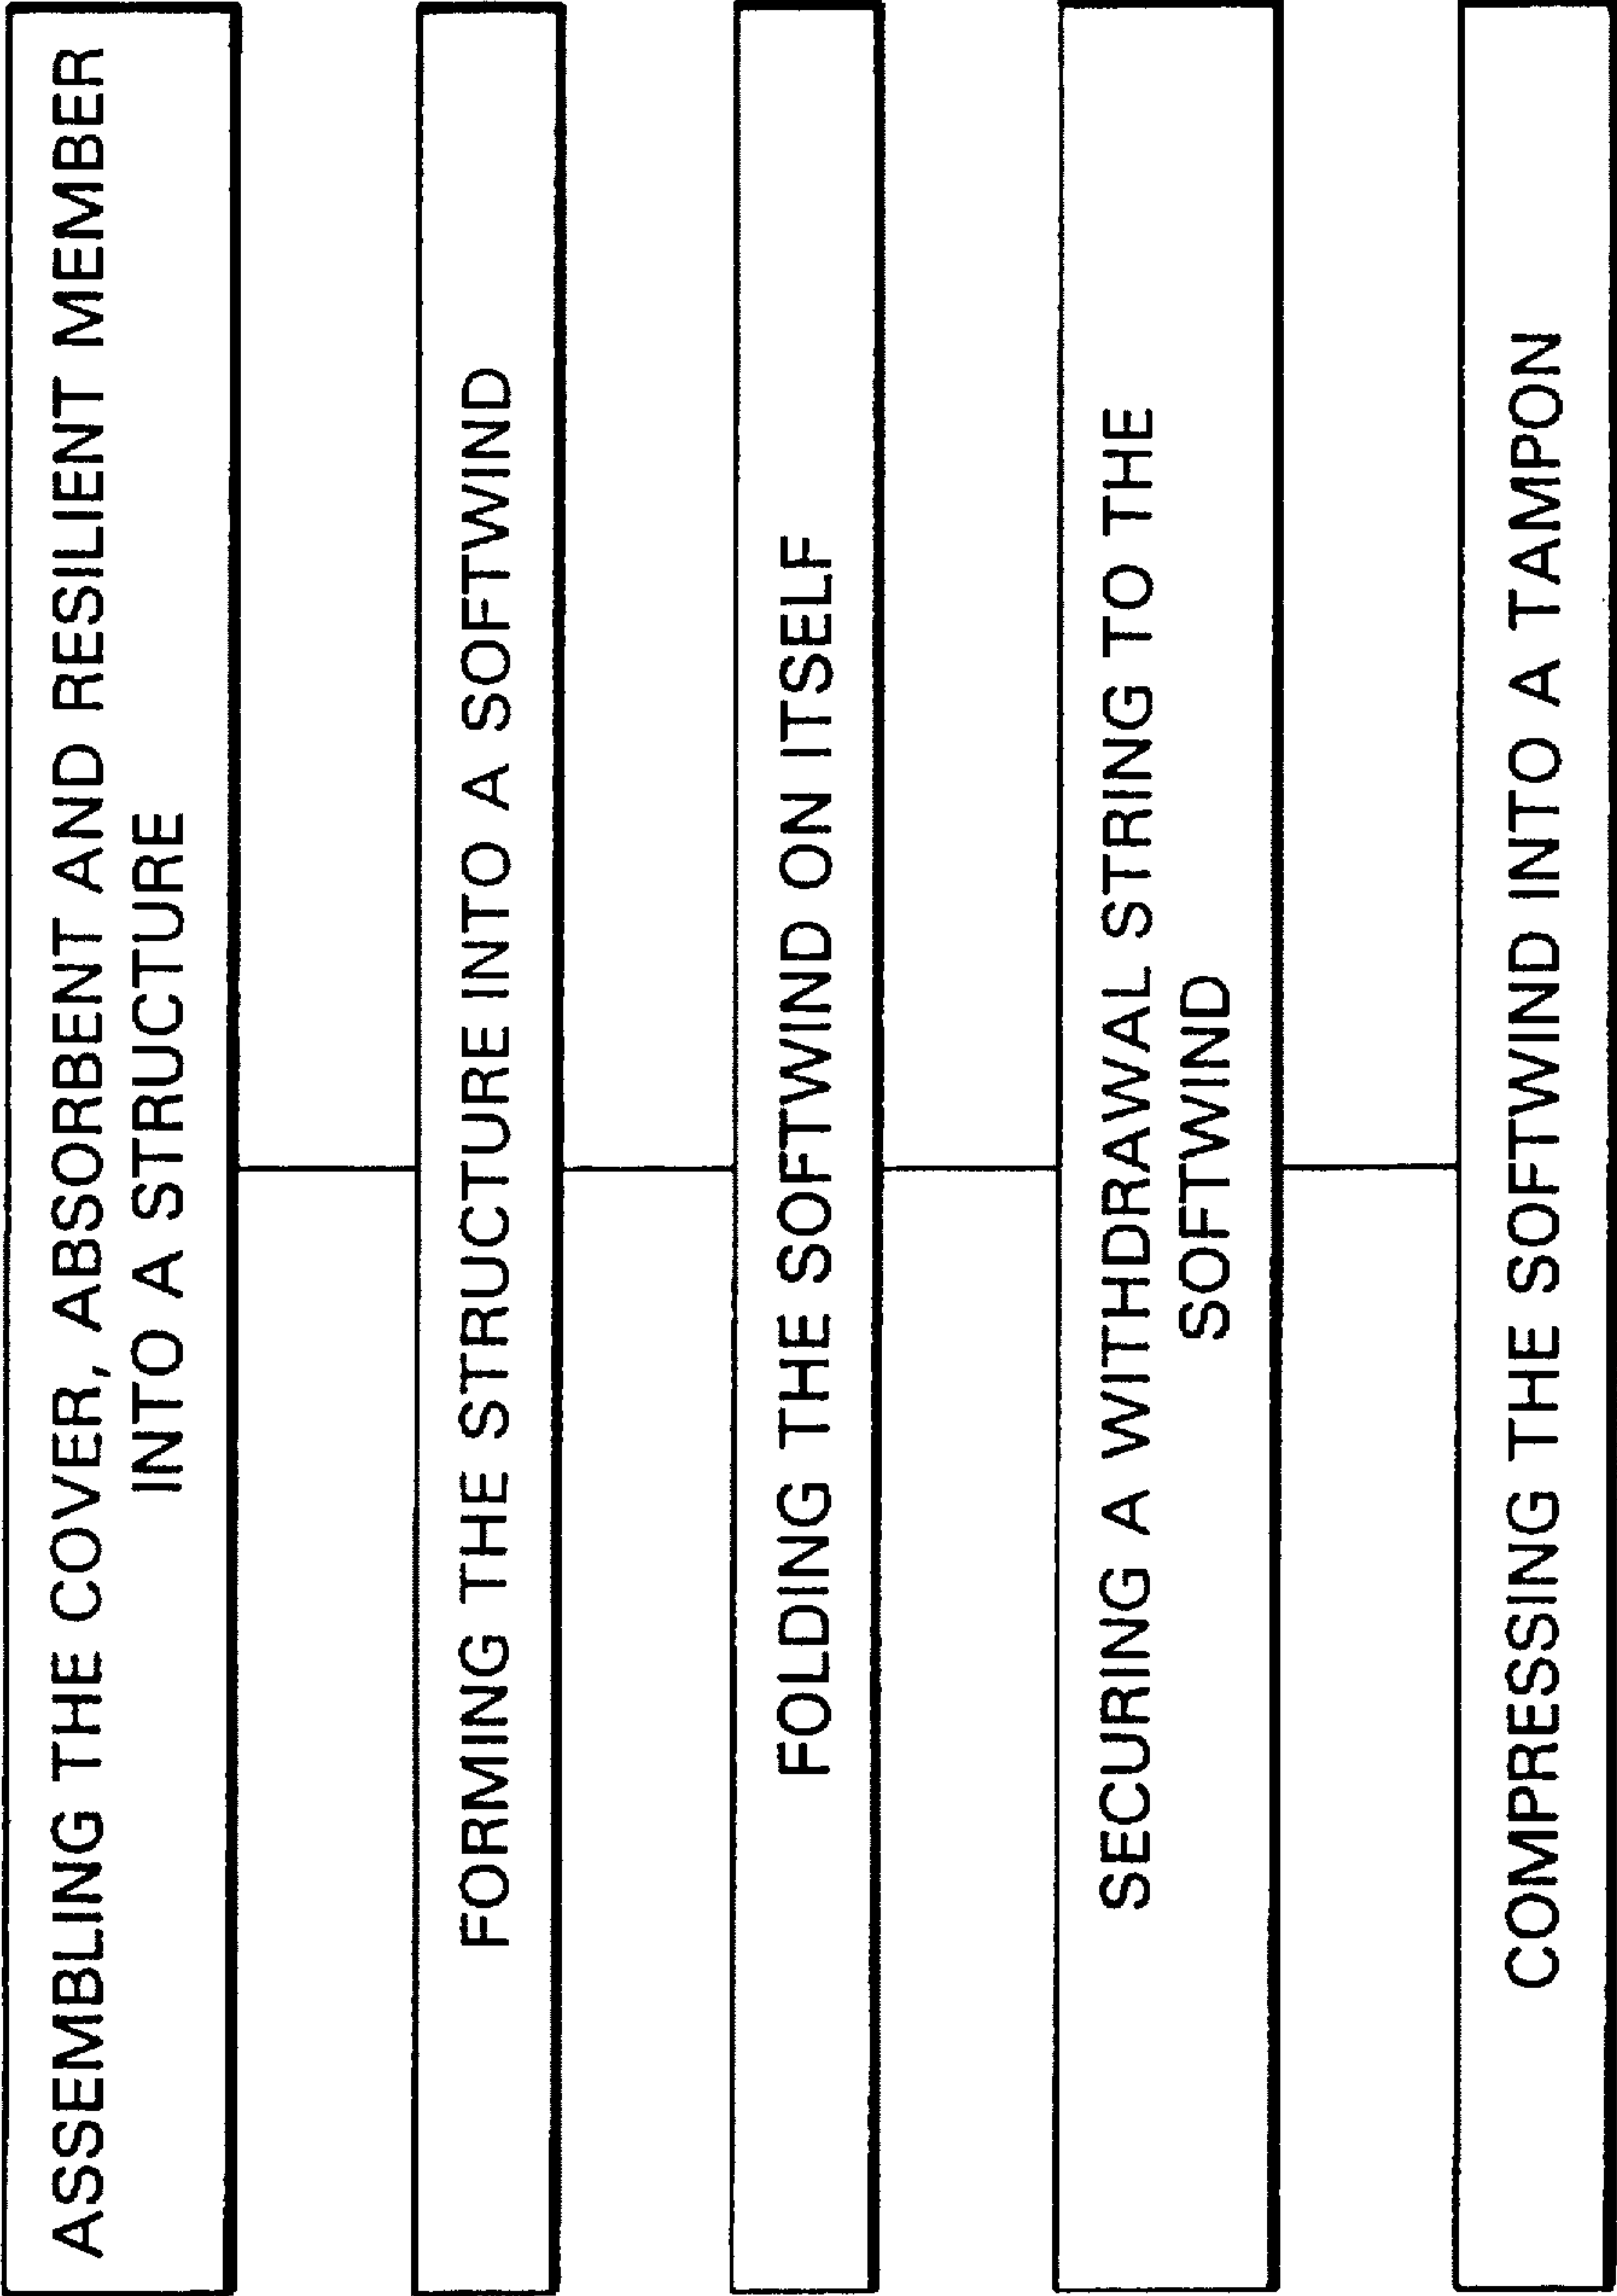 ASSEMBLING THE COVER, ABSORBENT AND RESILIENT MEMBER
INTO A STRUCTURE
FORMING THE STRUCTURE INTO A SOFTWIND
FOLDING THE SOFTWIND ON ITSELF
SECURING A WITHDRAWAL STRING TO THE
SOFTWIND
COMPRESSING THE SOFTWIND INTO A TAMPON